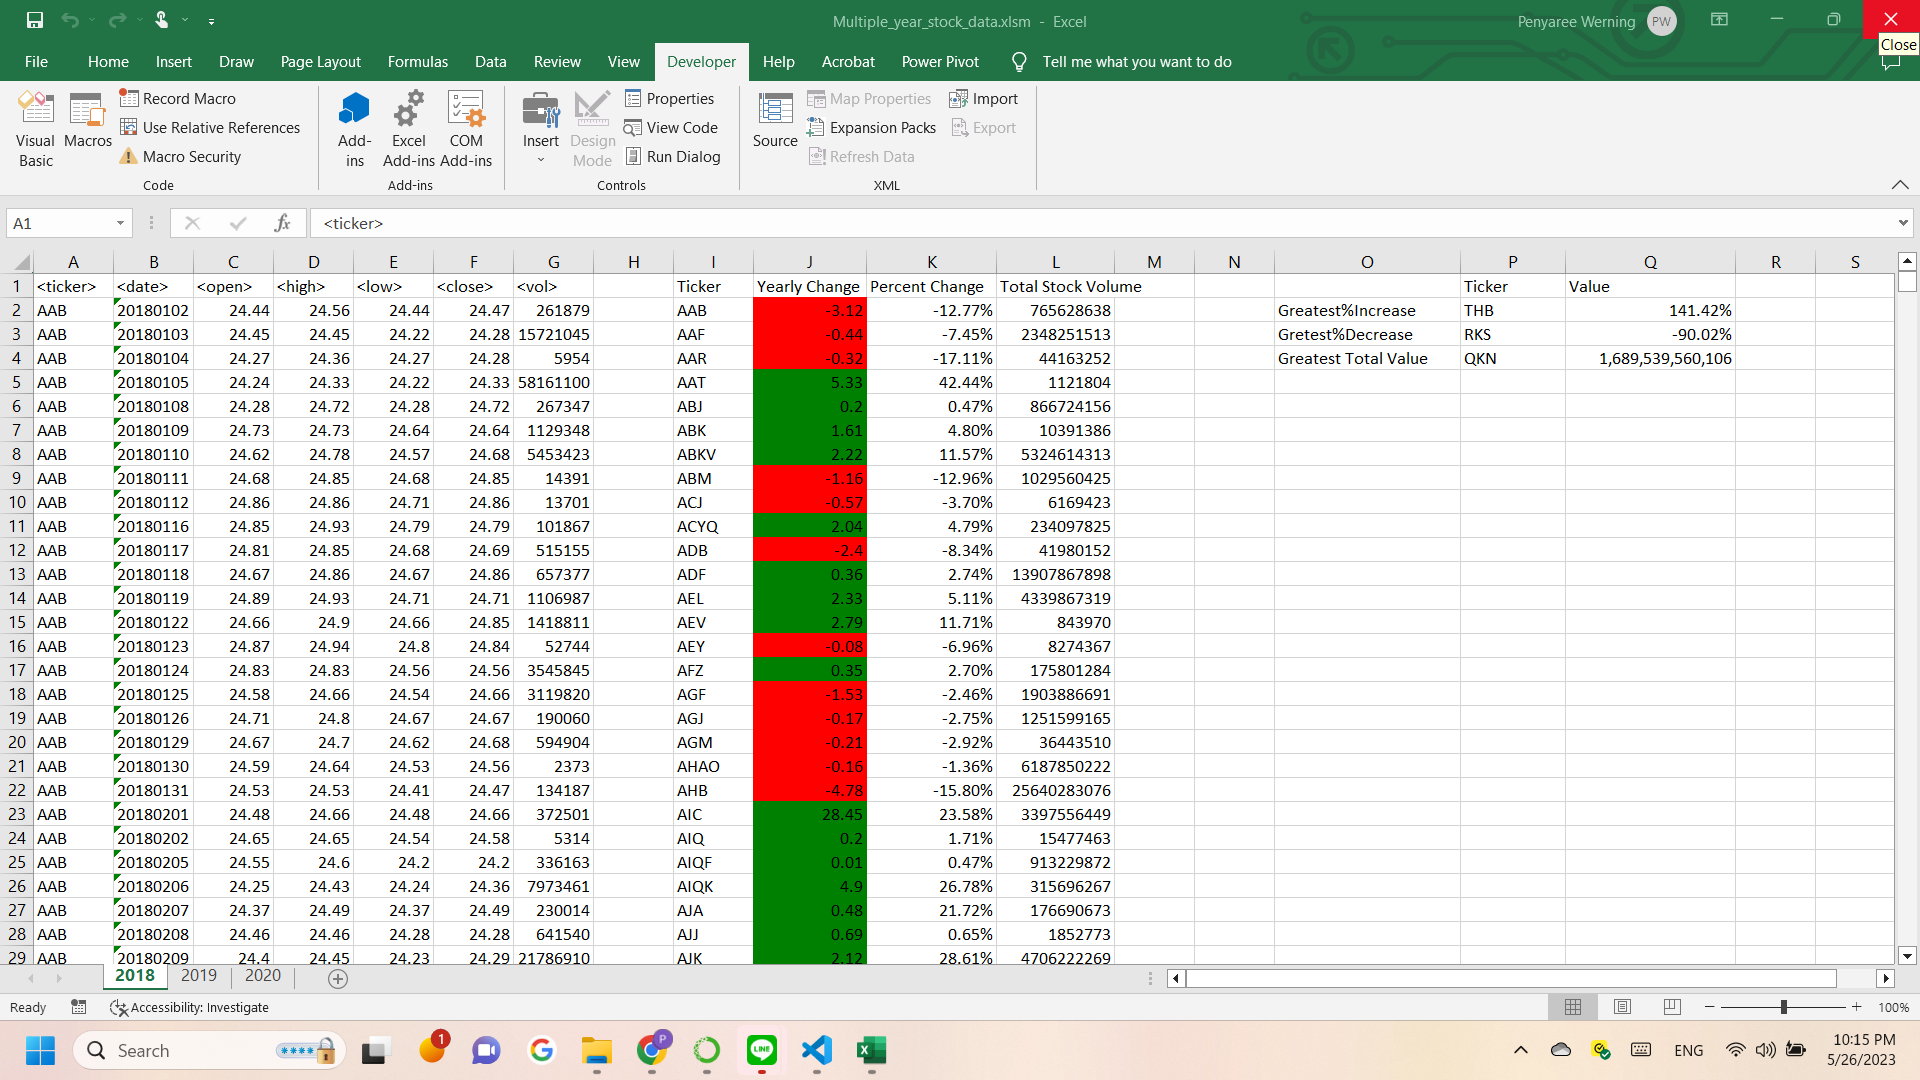 Multiple_year_stock_data.xlsm - Excel
Penyaree Werning PW
Close
File Home Insert Draw Page Layout Formulas Data Review View Developer Help Acrobat Power Pivot Tell me what you want to do
Visual Basic
Macros
Record Macro
Use Relative References
Macro Security
Code
Add-ins
Excel Add-ins
COM Add-ins
Add-ins
Insert
Design Mode
Properties
View Code
Run Dialog
Controls
Source
Map Properties
Expansion Packs
Refresh Data
Import
Export
XML
A1 fx <ticker>
A B C D E F G H I J K L M N O P Q R S
1 <ticker> <date> <open> <high> <low> <close> <vol> Ticker Yearly Change Percent Change Total Stock Volume Ticker Value
2 AAB 20180102 24.44 24.56 24.44 24.47 261879 AAB -3.12 -12.77% 765628638 Greatest%Increase THB 141.42%
3 AAB 20180103 24.45 24.45 24.22 24.28 15721045 AAF -0.44 -7.45% 2348251513 Gretest%Decrease RKS -90.02%
4 AAB 20180104 24.27 24.36 24.27 24.28 5954 AAR -0.32 -17.11% 44163252 Greatest Total Value QKN 1,689,539,560,106
5 AAB 20180105 24.24 24.33 24.22 24.33 58161100 AAT 5.33 42.44% 1121804
6 AAB 20180108 24.28 24.72 24.28 24.72 267347 ABJ 0.2 0.47% 866724156
7 AAB 20180109 24.73 24.73 24.64 24.64 1129348 ABK 1.61 4.80% 10391386
8 AAB 20180110 24.62 24.78 24.57 24.68 5453423 ABKV 2.22 11.57% 5324614313
9 AAB 20180111 24.68 24.85 24.68 24.85 14391 ABM -1.16 -12.96% 1029560425
10 AAB 20180112 24.86 24.86 24.71 24.86 13701 ACJ -0.57 -3.70% 6169423
11 AAB 20180116 24.85 24.93 24.79 24.79 101867 ACYQ 2.04 4.79% 234097825
12 AAB 20180117 24.81 24.85 24.68 24.69 515155 ADB -2.4 -8.34% 41980152
13 AAB 20180118 24.67 24.86 24.67 24.86 657377 ADF 0.36 2.74% 13907867898
14 AAB 20180119 24.89 24.93 24.71 24.71 1106987 AEL 2.33 5.11% 4339867319
15 AAB 20180122 24.66 24.9 24.66 24.85 1418811 AEV 2.79 11.71% 843970
16 AAB 20180123 24.87 24.94 24.8 24.84 52744 AEY -0.08 -6.96% 8274367
17 AAB 20180124 24.83 24.83 24.56 24.56 3545845 AFZ 0.35 2.70% 175801284
18 AAB 20180125 24.58 24.66 24.54 24.66 3119820 AGF -1.53 -2.46% 1903886691
19 AAB 20180126 24.71 24.8 24.67 24.67 190060 AGJ -0.17 -2.75% 1251599165
20 AAB 20180129 24.67 24.7 24.62 24.68 594904 AGM -0.21 -2.92% 36443510
21 AAB 20180130 24.59 24.64 24.53 24.56 2373 AHAO -0.16 -1.36% 6187850222
22 AAB 20180131 24.53 24.53 24.41 24.47 134187 AHB -4.78 -15.80% 25640283076
23 AAB 20180201 24.48 24.66 24.48 24.66 372501 AIC 28.45 23.58% 3397556449
24 AAB 20180202 24.65 24.65 24.54 24.58 5314 AIQ 0.2 1.71% 15477463
25 AAB 20180205 24.55 24.6 24.2 24.2 336163 AIQF 0.01 0.47% 913229872
26 AAB 20180206 24.25 24.43 24.24 24.36 7973461 AIQK 4.9 26.78% 315696267
27 AAB 20180207 24.37 24.49 24.37 24.49 230014 AJA 0.48 21.72% 176690673
28 AAB 20180208 24.46 24.46 24.28 24.28 641540 AJJ 0.69 0.65% 1852773
29 AAB 20180209 24.4 24.45 24.23 24.29 21786910 AJK 2.12 28.61% 4706222269
2018 2019 2020
Ready Accessibility: Investigate 100%
Search 1 P LINE ENG 10:15 PM
5/26/2023